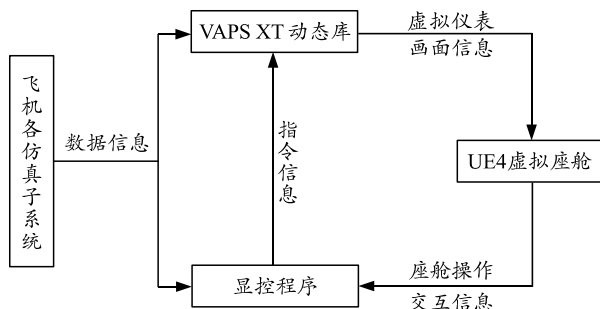 VAPS XT 动态库
虚拟仪表
画面信息
飞机各仿真子系统
数据信息
指令信息
UE4虚拟座舱
显控程序
座舱操作
交互信息